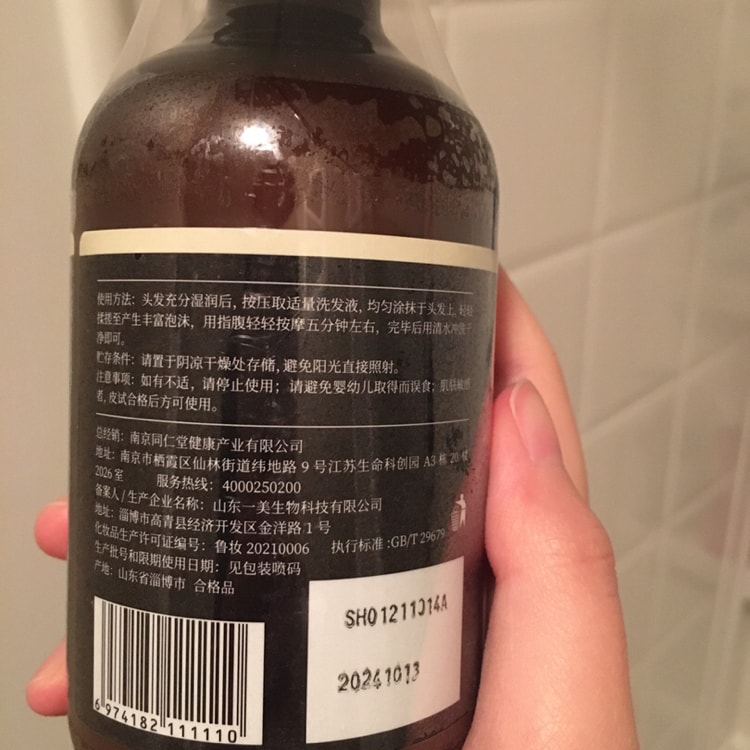 使用方法：头发充分湿润后，按压取适量洗发液，均匀涂抹于头发上，轻轻
揉搓至产生丰富泡沫，用指腹轻轻按摩五分钟左右，完毕后用清水冲洗干
净即可。
贮存条件：请置于阴凉干燥处存储，避免阳光直接照射。
注意事项：如有不适，请停止使用；请避免婴幼儿取得而误食；肌肤敏感
者，皮试合格后方可使用。
总经销：南京同仁堂健康产业有限公司
地址：南京市栖霞区仙林街道纬地路9号江苏生命科创园 A3栋 20 楼
2026室 服务热线：4000250200
备案人/生产企业名称：山东一美生物科技有限公司
地址：淄博市高青县经济开发区金洋路1号
化妆品生产许可证编号：鲁妆 20210006 执行标准:GB/T 29679
生产批号和限期使用日期：见包装喷码
产地：山东省淄博市 合格品
SH01211014A
20241013
6 974182 111110